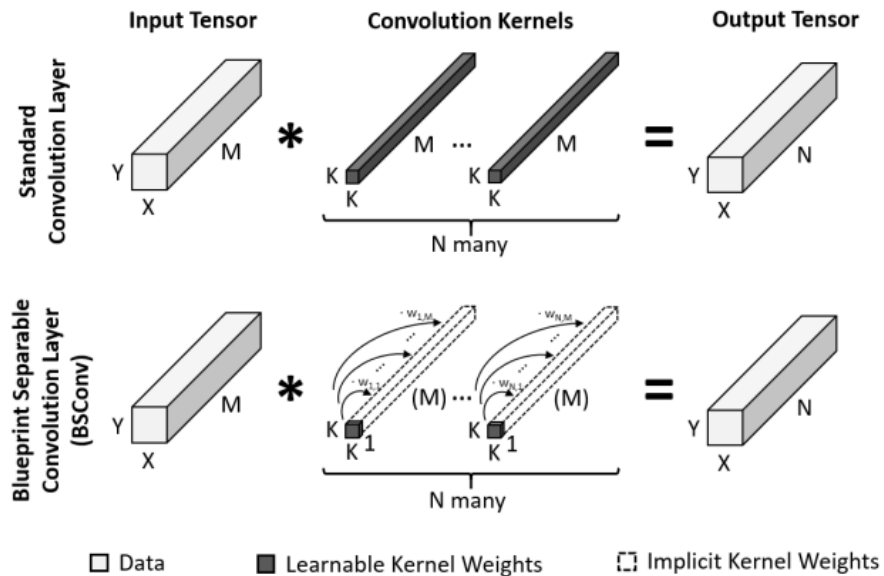 Input Tensor
Convolution Kernels
Output Tensor
Standard
Convolution Layer
Y
X
M
*
K
K
M
...
K
K
M
N many
=
Y
X
N
Blueprint Separable
Convolution Layer
(BSConv)
Y
X
M
*
· w1,1
...
· w1,M
K
K
1
(M)
...
· wN,1
...
· wN,M
K
K
1
(M)
N many
=
Y
X
N
Data
Learnable Kernel Weights
Implicit Kernel Weights